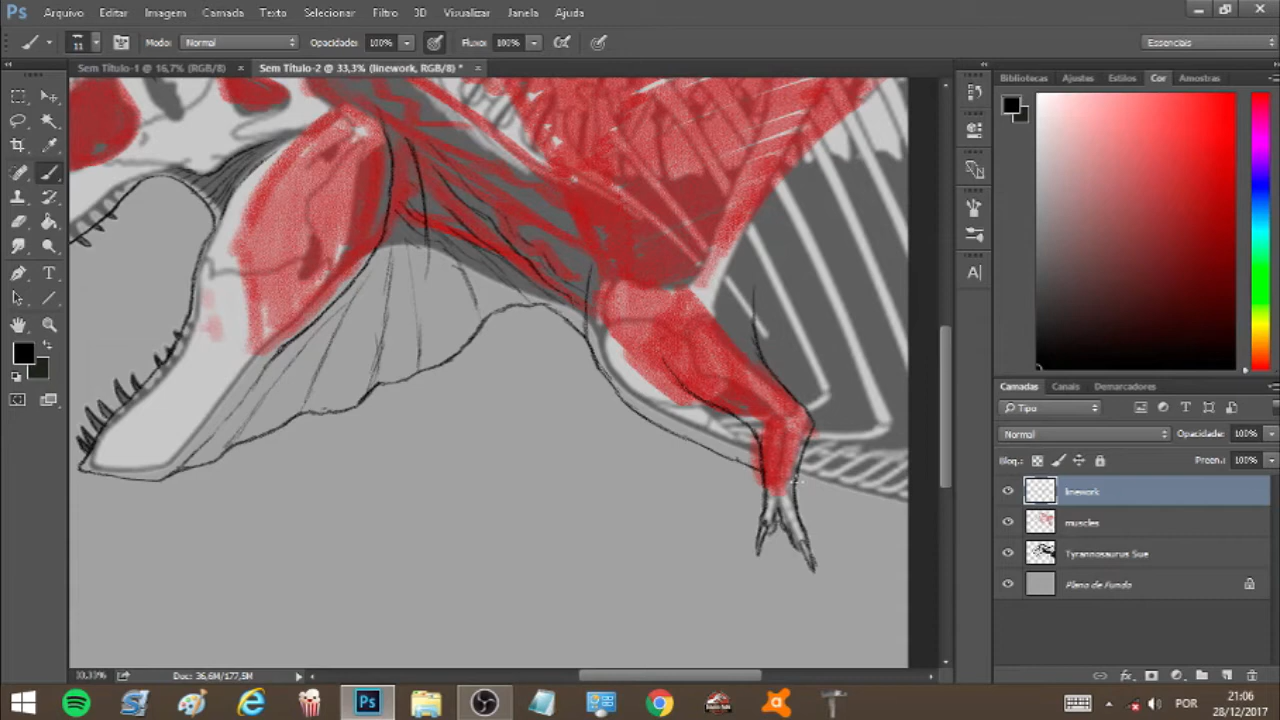 Ps Arquivo Editar Imagem Camada Texto Selecionar Filtro 3D Visualizar Janela Ajuda
11 Modo: Normal Opacidade: 100% Fluxo: 100% Essenciais
Sem Título-1 @ 16,7% (RGB/8) × Sem Título-2 @ 33,3% (linework, RGB/8) * ×
Bibliotecas Ajustes Estilos Cor Amostras
Camadas Canais Demarcadores
Tipo
Normal Opacidade: 100%
Bloq.: Preen.: 100%
linework
muscles
Tyrannosaurus Sue
Plano de Fundo
33,33% Doc: 36,6M/177,5M
Ps POR 21:06
28/12/2017